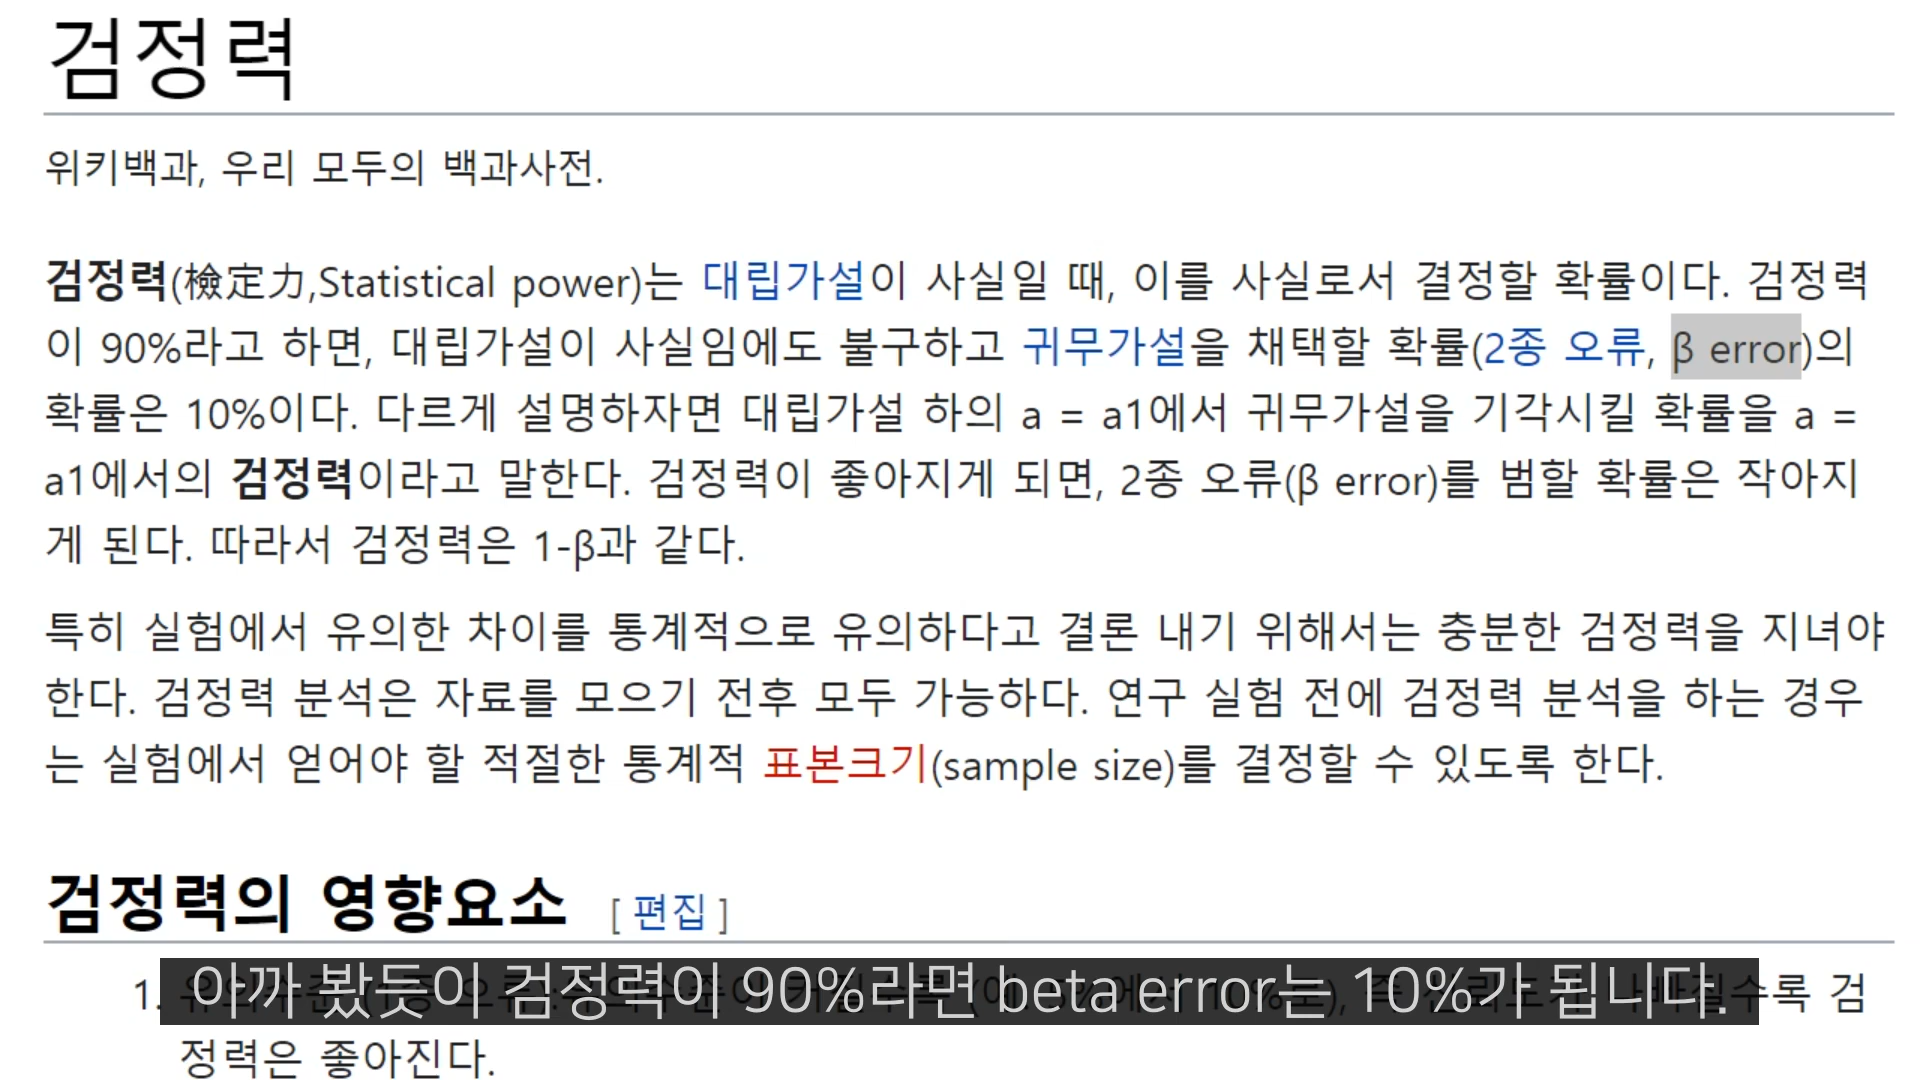 검정력
위키백과, 우리 모두의 백과사전.
검정력(檢定力,Statistical power)는 대립가설이 사실일 때, 이를 사실로서 결정할 확률이다. 검정력
이 90%라고 하면, 대립가설이 사실임에도 불구하고 귀무가설을 채택할 확률(2종 오류, β error)의
확률은 10%이다. 다르게 설명하자면 대립가설 하의 a = a1에서 귀무가설을 기각시킬 확률을 a =
a1에서의 검정력이라고 말한다. 검정력이 좋아지게 되면, 2종 오류(β error)를 범할 확률은 작아지
게 된다. 따라서 검정력은 1-β과 같다.
특히 실험에서 유의한 차이를 통계적으로 유의하다고 결론 내기 위해서는 충분한 검정력을 지녀야
한다. 검정력 분석은 자료를 모으기 전후 모두 가능하다. 연구 실험 전에 검정력 분석을 하는 경우
는 실험에서 얻어야 할 적절한 통계적 표본크기(sample size)를 결정할 수 있도록 한다.
검정력의 영향요소 [ 편집 ]
1. 검
아까 봤듯이 검정력이 90%라면 beta error는 10%가 됩니다.
정력은 좋아진다.